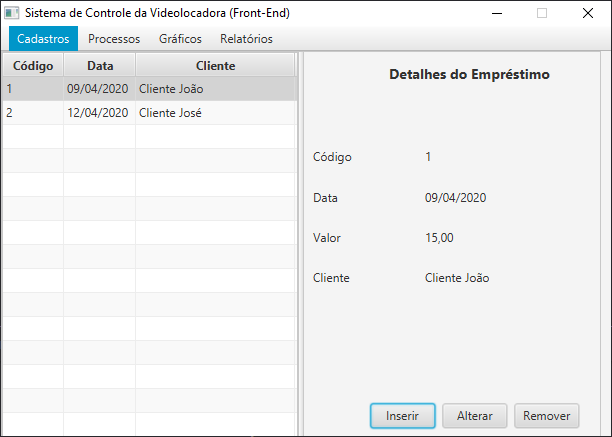 Sistema de Controle da Videolocadora (Front-End)
Cadastros Processos Gráficos Relatórios
Código Data Cliente
1 09/04/2020 Cliente João
2 12/04/2020 Cliente José
Detalhes do Empréstimo
Código 1
Data 09/04/2020
Valor 15,00
Cliente Cliente João
Inserir Alterar Remover